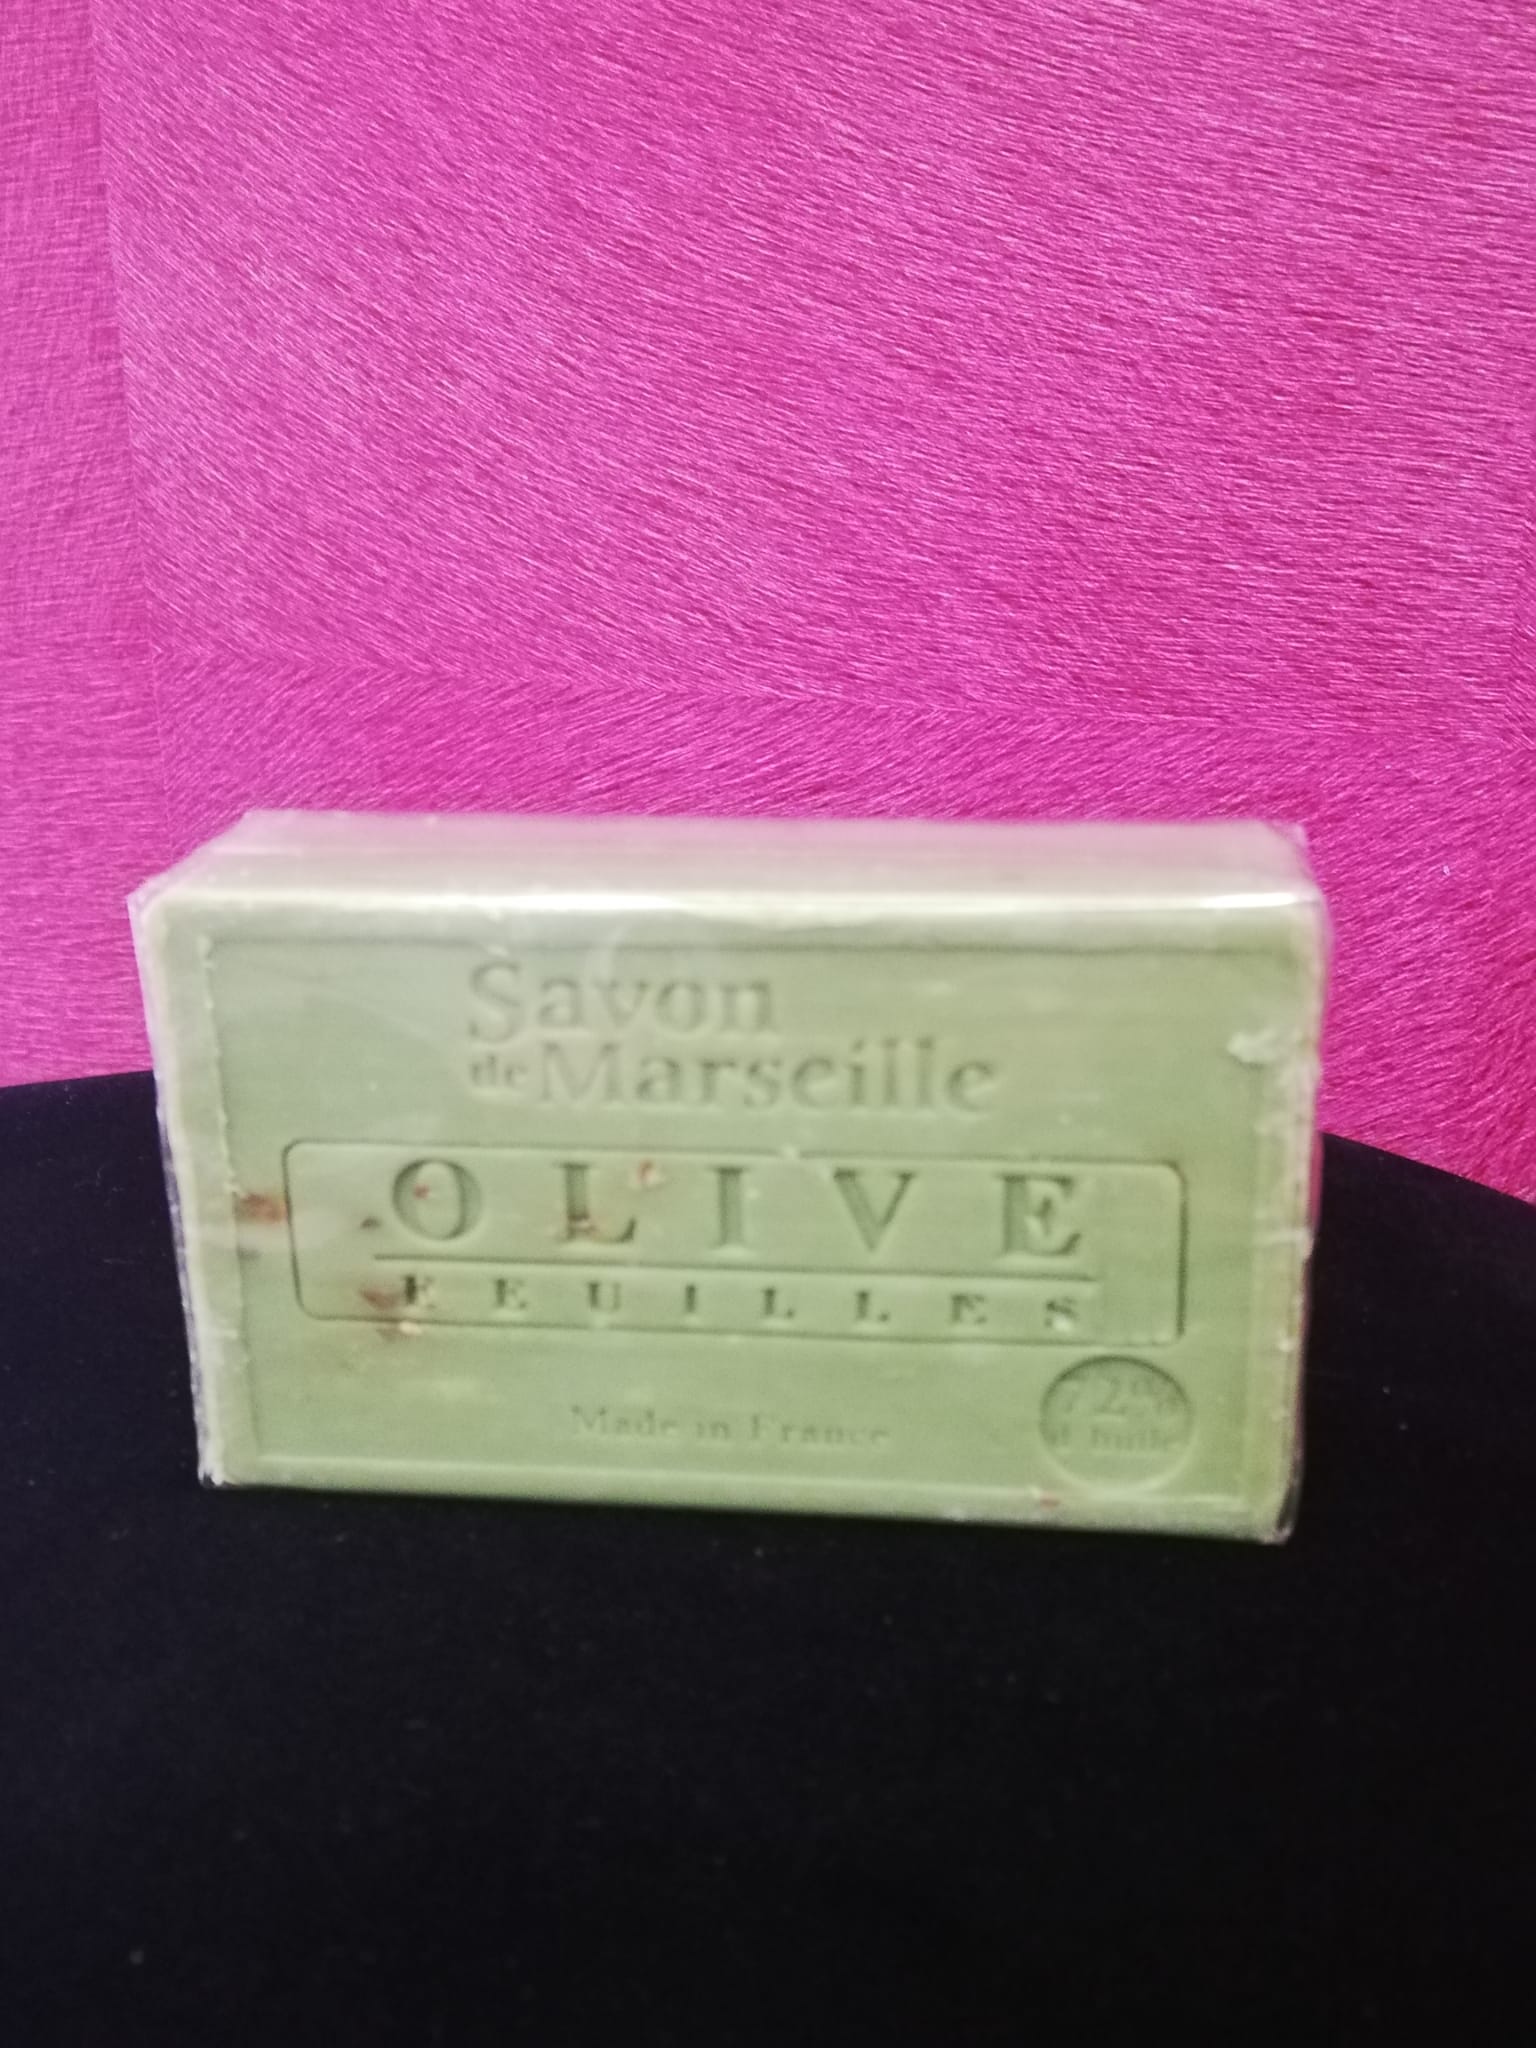 Savon
de Marseille
OLIVE
FEUILLES
Made in France
72%
d'huile